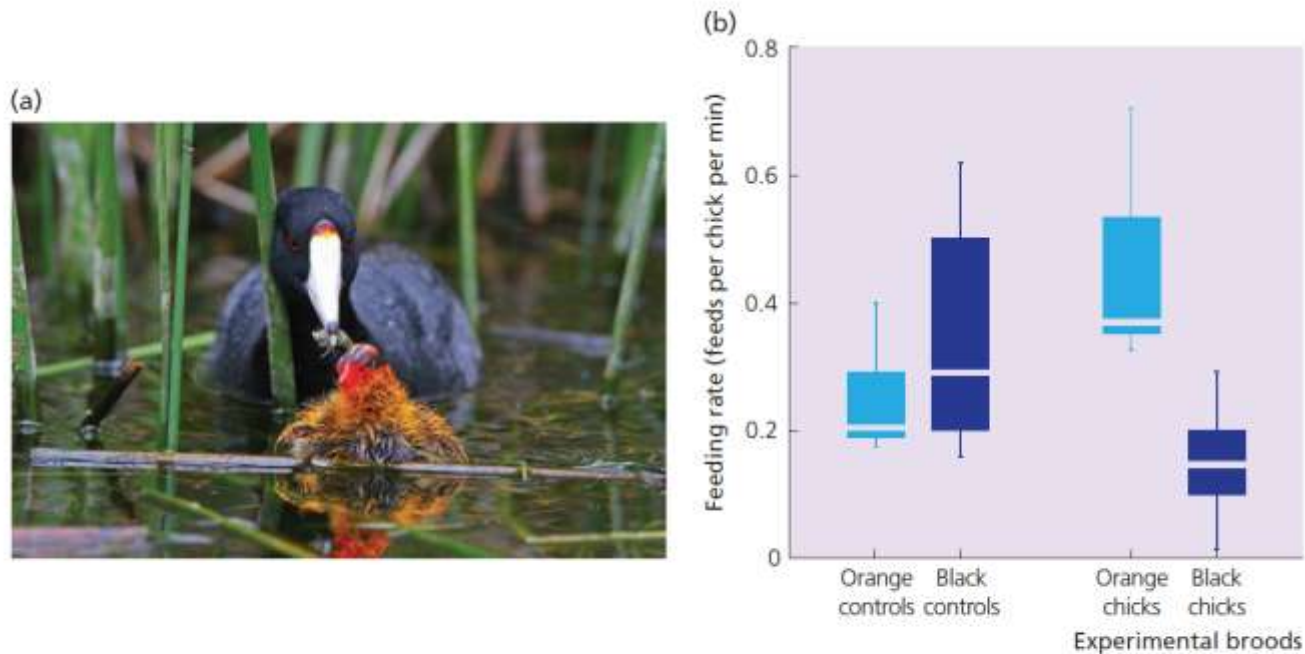 (a)
(b)
Feeding rate (feeds per chick per min)
0.8
0.6
0.4
0.2
0
Orange controls
Black controls
Orange chicks
Black chicks
Experimental broods